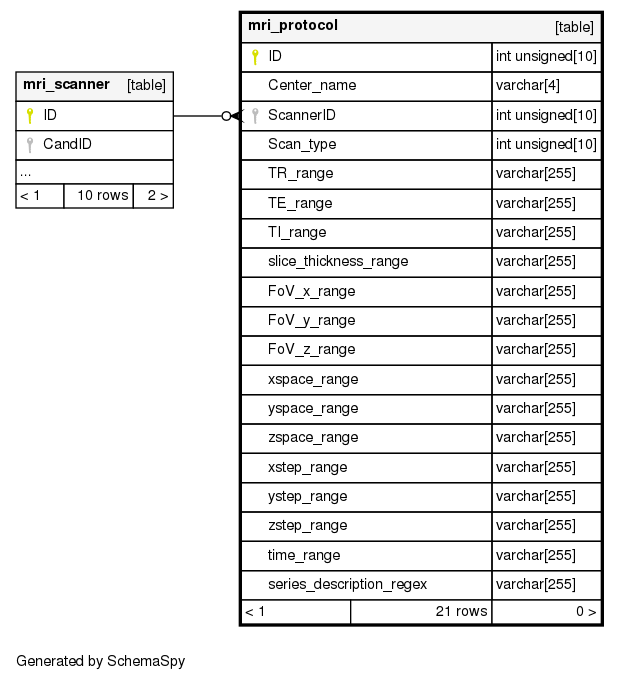 mri_scanner [table]
ID
CandID
...
< 1 10 rows 2 >
mri_protocol [table]
ID int unsigned[10]
Center_name varchar[4]
ScannerID int unsigned[10]
Scan_type int unsigned[10]
TR_range varchar[255]
TE_range varchar[255]
TI_range varchar[255]
slice_thickness_range varchar[255]
FoV_x_range varchar[255]
FoV_y_range varchar[255]
FoV_z_range varchar[255]
xspace_range varchar[255]
yspace_range varchar[255]
zspace_range varchar[255]
xstep_range varchar[255]
ystep_range varchar[255]
zstep_range varchar[255]
time_range varchar[255]
series_description_regex varchar[255]
< 1 21 rows 0 >
Generated by SchemaSpy